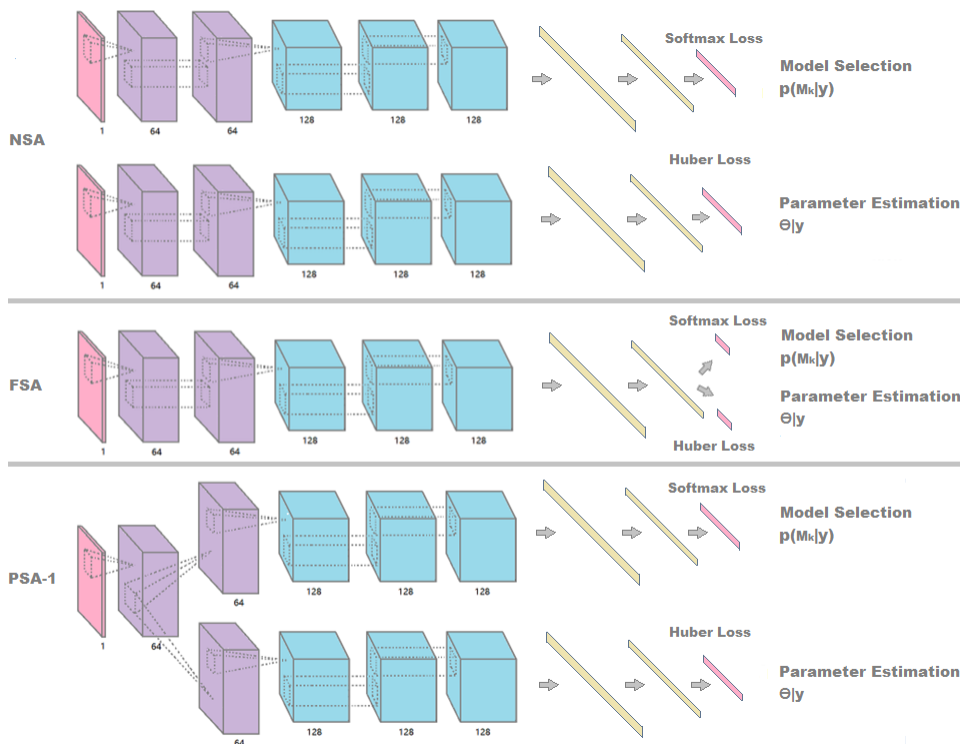 Softmax Loss
Model Selection
p(Mk|y)
1
64
64
128
128
128
NSA
Huber Loss
Parameter Estimation
Ө|y
1
64
64
128
128
128
Softmax Loss
Model Selection
p(Mk|y)
FSA
Parameter Estimation
Ө|y
Huber Loss
1
64
64
128
128
128
Softmax Loss
Model Selection
p(Mk|y)
PSA-1
64
128
128
128
1
64
Huber Loss
Parameter Estimation
Ө|y
64
128
128
128